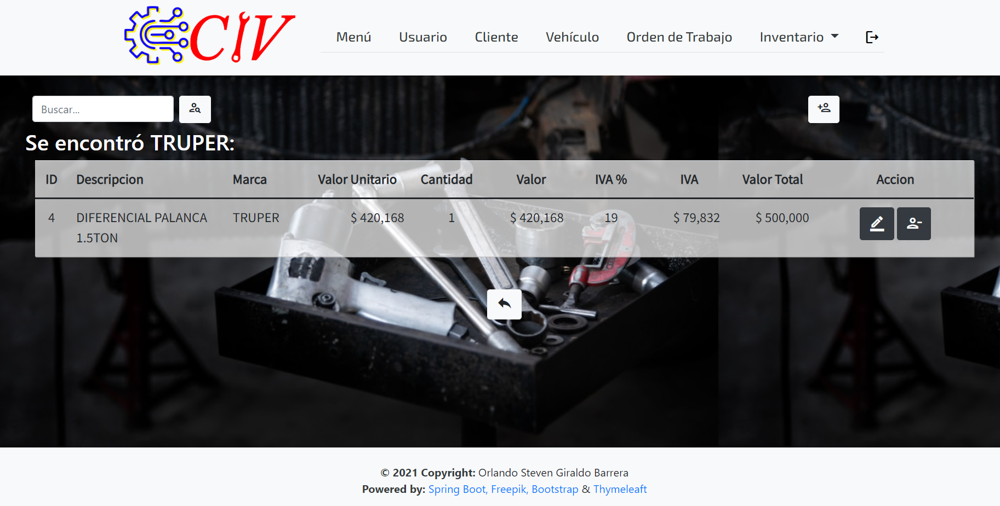 CIV
Menú Usuario Cliente Vehículo Orden de Trabajo Inventario
Buscar...
Se encontró TRUPER:
ID Descripcion Marca Valor Unitario Cantidad Valor IVA % IVA Valor Total Accion
4 DIFERENCIAL PALANCA TRUPER $ 420,168 1 $ 420,168 19 $ 79,832 $ 500,000
1.5TON
© 2021 Copyright: Orlando Steven Giraldo Barrera
Powered by: Spring Boot, Freepik, Bootstrap & Thymeleaft